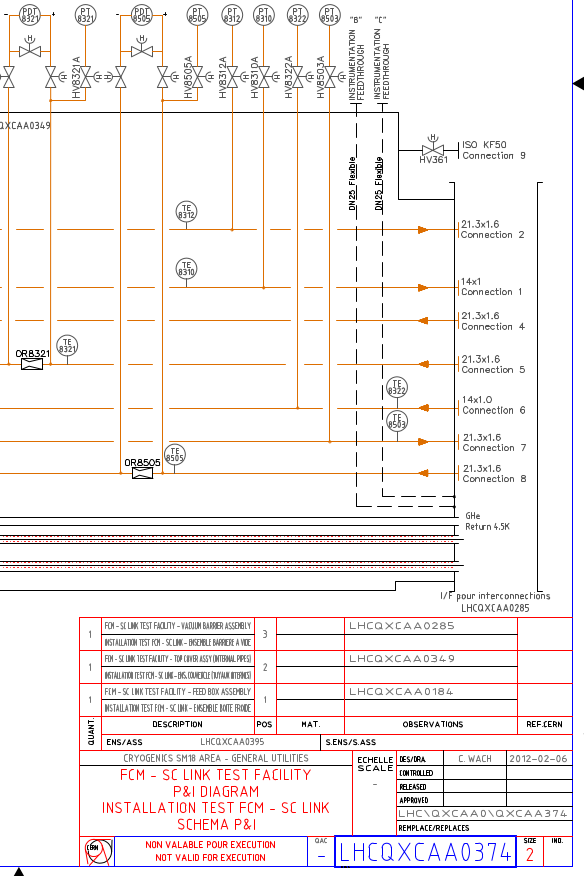 PDT 8321
PT 8321
PDT 8505
PT 8505
PT 8312
PT 8310
PT 8322
PT 8503
"B"
"C"
H
H
HV8321A
HV8505A
HV8312A
HV8310A
HV8322A
HV8503A
INSTRUMENTATION FEEDTHROUGH
INSTRUMENTATION FEEDTHROUGH
QXCAA0349
H
HV361
ISO KF50
Connection 9
DN25 Flexible
DN25 Flexible
TE 8312
21.3x1.6
Connection 2
TE 8310
14x1
Connection 1
21.3x1.6
Connection 4
OR8321
TE 8321
21.3x1.6
Connection 5
TE 8322
14x1.0
Connection 6
TE 8503
21.3x1.6
Connection 7
OR8505
TE 8505
21.3x1.6
Connection 8
GHe
Return 4.5K
I/F pour interconnections
LHCQXCAA0285
1 FCM - SC LINK TEST FACILITY - VACUUM BARRIER ASSEMBLY 3 LHCQXCAA0285
INSTALLATION TEST FCM - SC LINK - ENSEMBLE BARRIERE A VIDE
1 FCM - SC LINK TEST FACILITY - TOP COVER ASSY (INTERNAL PIPES) 2 LHCQXCAA0349
INSTALLATION TEST FCM - SC LINK - ENS. COUVERCLE (TUYAUX INTERNES)
1 FCM - SC LINK TEST FACILITY - FEED BOX ASSEMBLY 1 LHCQXCAA0184
INSTALLATION TEST FCM - SC LINK - ENSEMBLE BOITE FROIDE
QUANT. DESCRIPTION POS MAT. OBSERVATIONS REF.CERN
ENS/ASS LHCQXCAA0395 S.ENS/S.ASS
CRYOGENICS SM18 AREA - GENERAL UTILITIES
FCM - SC LINK TEST FACILITY
P&I DIAGRAM
INSTALLATION TEST FCM - SC LINK
SCHEMA P&I
ECHELLE
SCALE
-
DES/DRA. C. WACH 2012-02-06
CONTROLLED
RELEASED
APPROVED
LHC\QXCAA0\QXCAA374
REMPLACE/REPLACES
CERN
NON VALABLE POUR EXECUTION
NOT VALID FOR EXECUTION
QAC
-
LHCQXCAA0374
SIZE
2
IND.